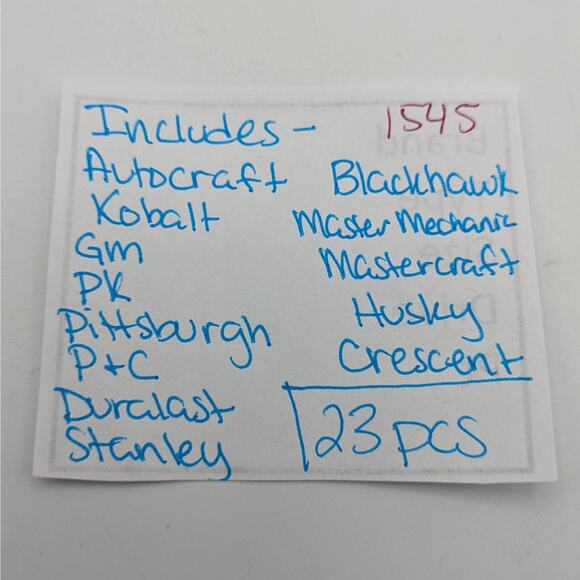 Includes -
1545
Autocraft
Kobalt
Gm
PK
Pittsburgh
P+C
Duralast
Stanley
Blackhawk
Master Mechanic
Mastercraft
Husky
Crescent
23 pcs